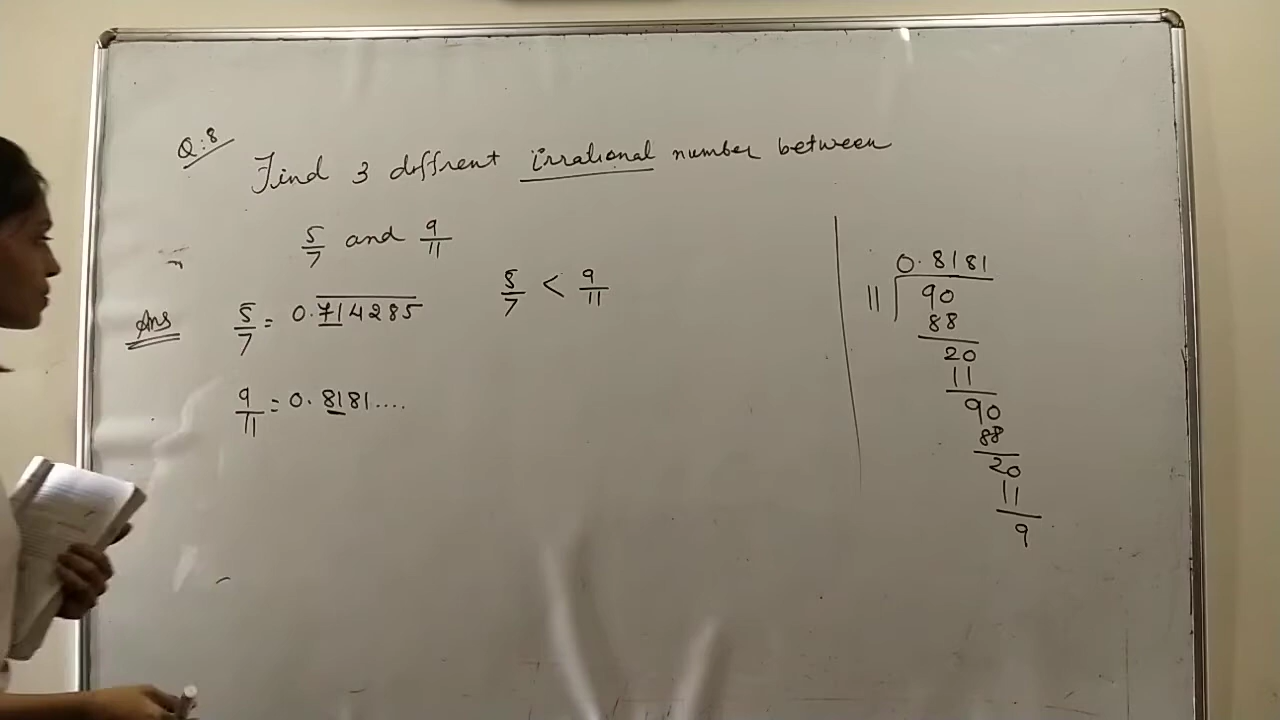 Q:8
Find 3 diffrent irrational number between
5/7 and 9/11
5/7 < 9/11
Ans
5/7 = 0.714285
9/11 = 0.8181....
0.8181
11 90
88
20
11
90
88
20
11
9